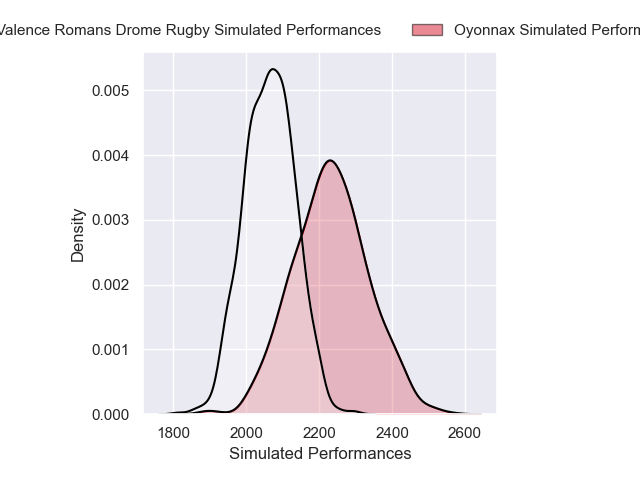 Valence Romans Drome Rugby Simulated Performances
Oyonnax Simulated Perform
0.005
0.004
0.003
0.002
0.001
0.000
Density
1800 2000 2200 2400 2600
Simulated Performances